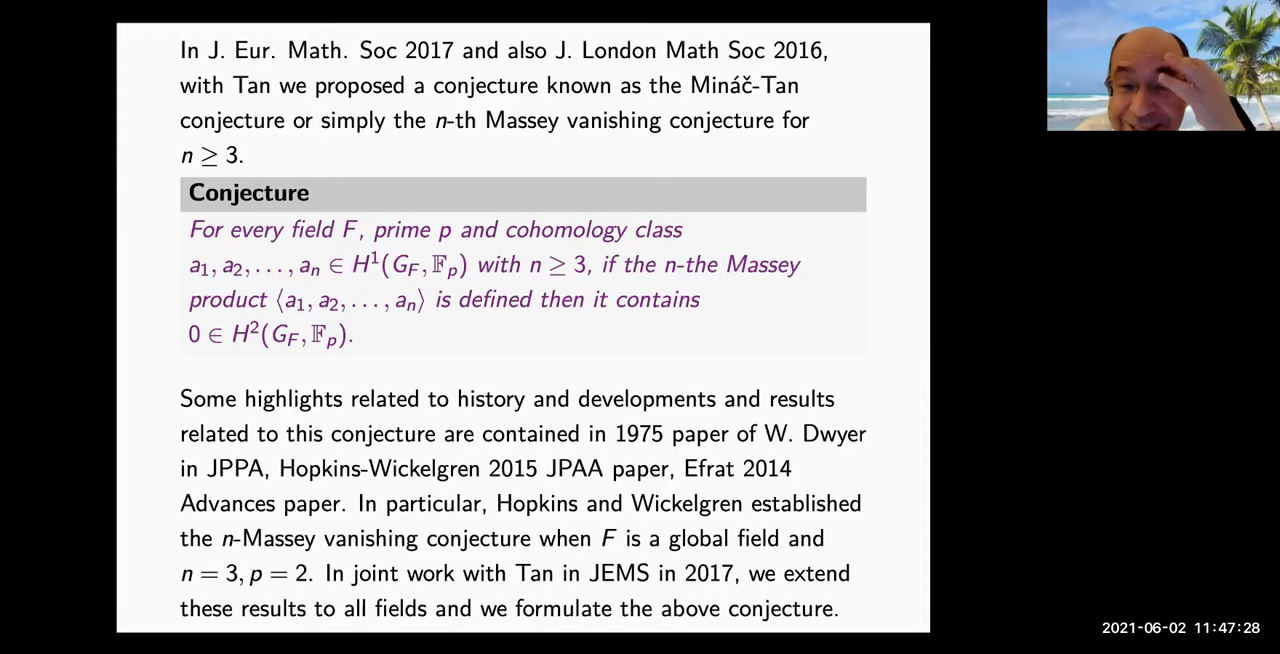 In J. Eur. Math. Soc 2017 and also J. London Math Soc 2016,
with Tan we proposed a conjecture known as the Mináč-Tan
conjecture or simply the n-th Massey vanishing conjecture for
n ≥ 3.
Conjecture
For every field F, prime p and cohomology class
a₁, a₂, . . . , aₙ ∈ H¹(G_F, 𝔽ₚ) with n ≥ 3, if the n-the Massey
product ⟨a₁, a₂, . . . , aₙ⟩ is defined then it contains
0 ∈ H²(G_F, 𝔽ₚ).
Some highlights related to history and developments and results
related to this conjecture are contained in 1975 paper of W. Dwyer
in JPPA, Hopkins-Wickelgren 2015 JPAA paper, Efrat 2014
Advances paper. In particular, Hopkins and Wickelgren established
the n-Massey vanishing conjecture when F is a global field and
n = 3, p = 2. In joint work with Tan in JEMS in 2017, we extend
these results to all fields and we formulate the above conjecture.
2021-06-02 11:47:28